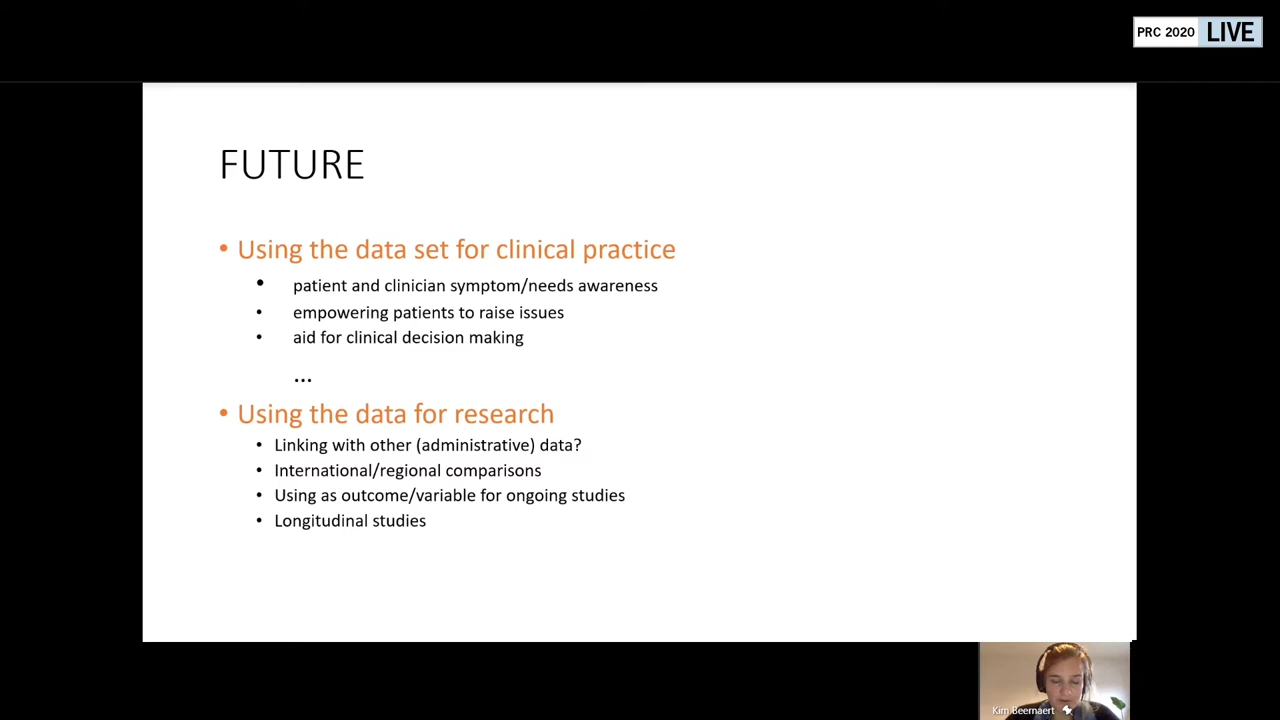 PRC 2020 LIVE
FUTURE
• Using the data set for clinical practice
• patient and clinician symptom/needs awareness
• empowering patients to raise issues
• aid for clinical decision making
...
• Using the data for research
• Linking with other (administrative) data?
• International/regional comparisons
• Using as outcome/variable for ongoing studies
• Longitudinal studies
Kim Beernaert